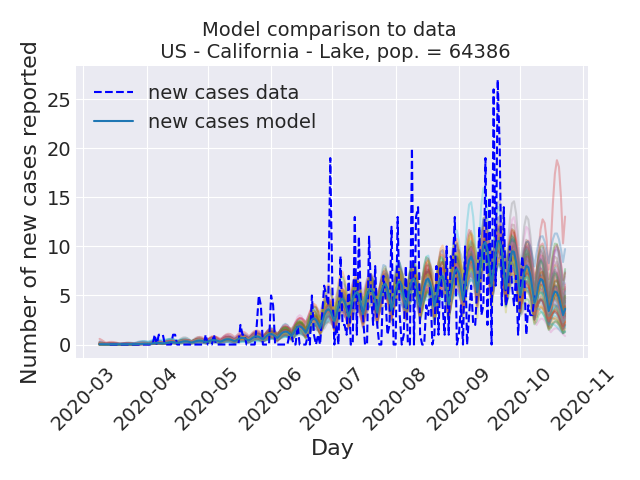 Model comparison to data
US - California - Lake, pop. = 64386
Number of new cases reported
new cases data
new cases model
25
20
15
10
5
0
2020-03
2020-04
2020-05
2020-06
2020-07
2020-08
2020-09
2020-10
2020-11
Day